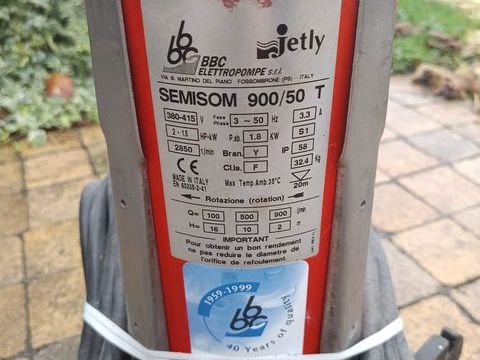 bbc BBC jetly
ELETTROPOMPE s.r.l.
VIA S. MARTINO DEL PIANO FOSSOMBRONE (PS) - ITALY
SEMISOM 900/50 T
380-415 V Fase Phase 3 ~ 50 Hz 3.3 A
2 - 1.5 HP-kW P.ab 1.8 KW S1
2850 1/min Bran. Y IP 58
CE Cl.is. F 32.4 Kg
MADE IN ITALY
EN 60335-2-41 Max Temp.Amb.35°C 20m
Rotazione (rotation)
Q= 100 500 900 l/min
H= 16 10 2 m
IMPORTANT
Pour obtenir un bon rendement
ne pas reduire le diametre de
l'orifice de refoulement.
1959-1999
bbc
40 Years of quality